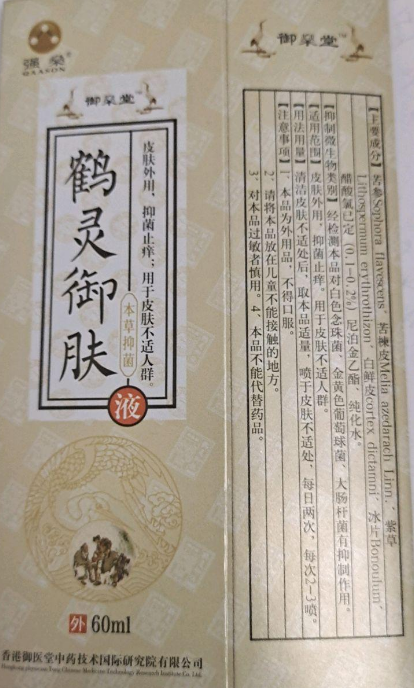 强燊®
QAASON
御燊堂™
皮肤外用，抑菌止痒；用于皮肤不适人群。
鹤灵御肤
本草抑菌
液
外 60ml
香港御医堂中药技术国际研究院有限公司
御燊堂™
【主要成分】苦参Sophora flavescens、苦楝皮Melia azedarach Linn.、紫草
Lithospermum erythrorhizon、白鲜皮cortex dictamni、冰片Borneolum、
醋酸氯己定（0.1-0.2%）尼泊金乙酯、纯化水。
【抑制微生物类别】经检测本品对白色念珠菌、金黄色葡萄球菌、大肠杆菌有抑制作用。
【适用范围】皮肤外用，抑菌止痒，用于皮肤不适人群。
【用法用量】清洁皮肤不适处后，取本品适量，喷于皮肤不适处，每日两次，每次2-3喷。
【注意事项】1、本品为外用品，不得口服。
2、请将本品放在儿童不能接触的地方。
3、对本品过敏者慎用。4、本品不能代替药品。